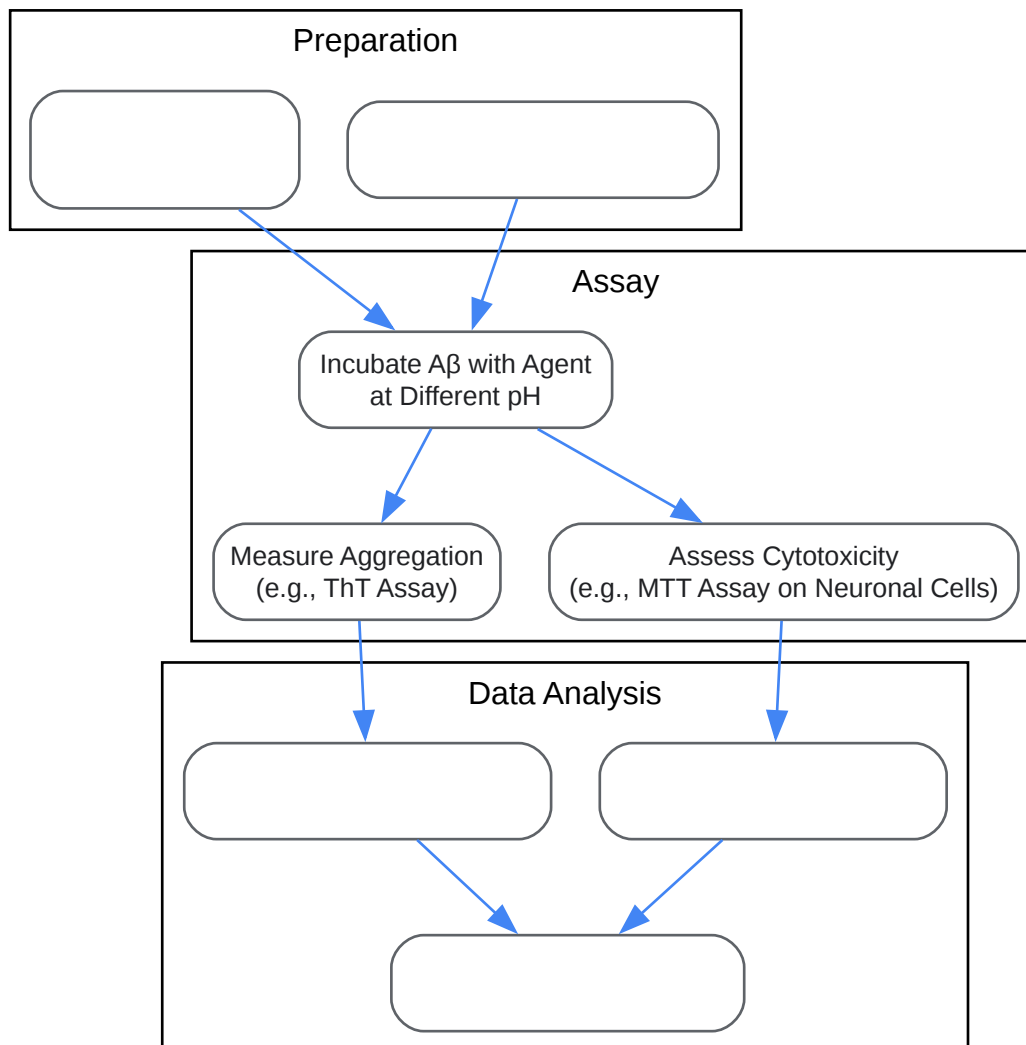 Preparation
Assay
Incubate Aβ with Agent
at Different pH
Measure Aggregation
(e.g., ThT Assay)
Assess Cytotoxicity
(e.g., MTT Assay on Neuronal Cells)
Data Analysis